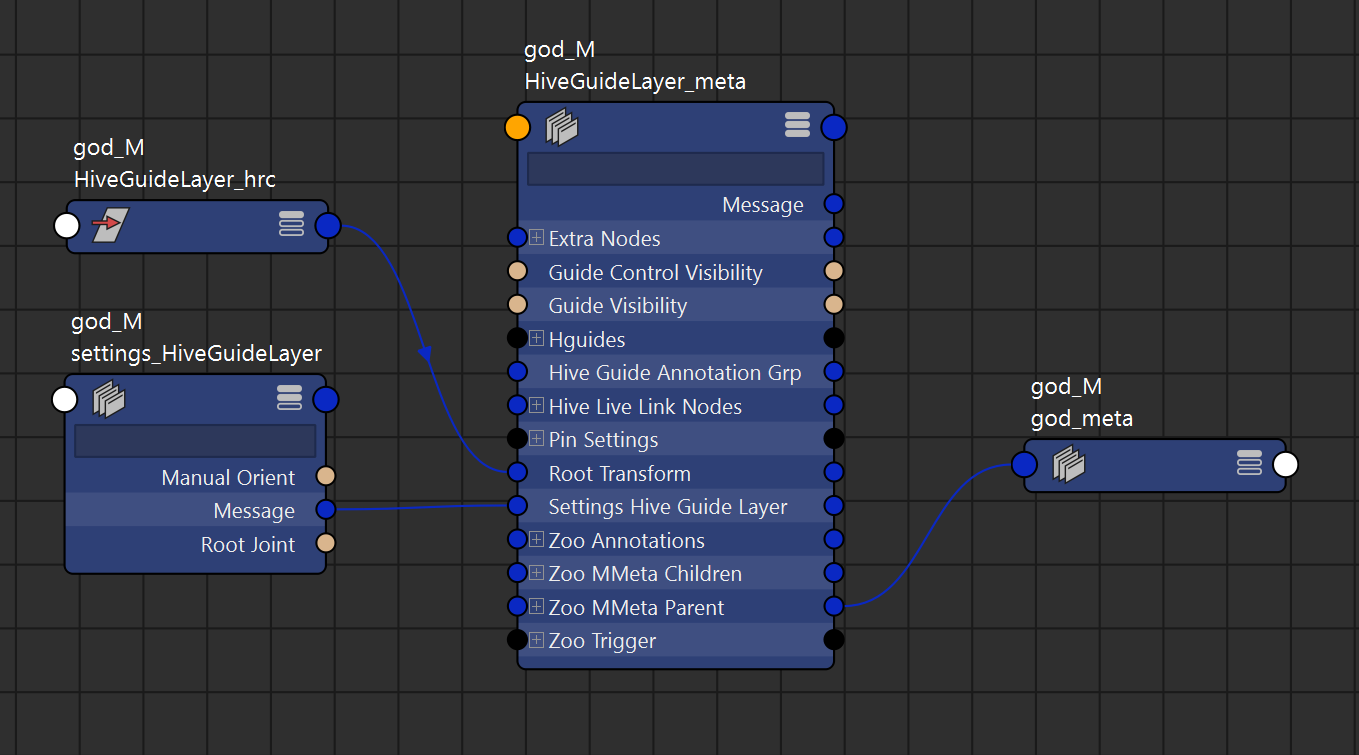 god_M
HiveGuideLayer_hrc
god_M
settings_HiveGuideLayer
Manual Orient
Message
Root Joint
god_M
HiveGuideLayer_meta
Message
Extra Nodes
Guide Control Visibility
Guide Visibility
Hguides
Hive Guide Annotation Grp
Hive Live Link Nodes
Pin Settings
Root Transform
Settings Hive Guide Layer
Zoo Annotations
Zoo MMeta Children
Zoo MMeta Parent
Zoo Trigger
god_M
god_meta